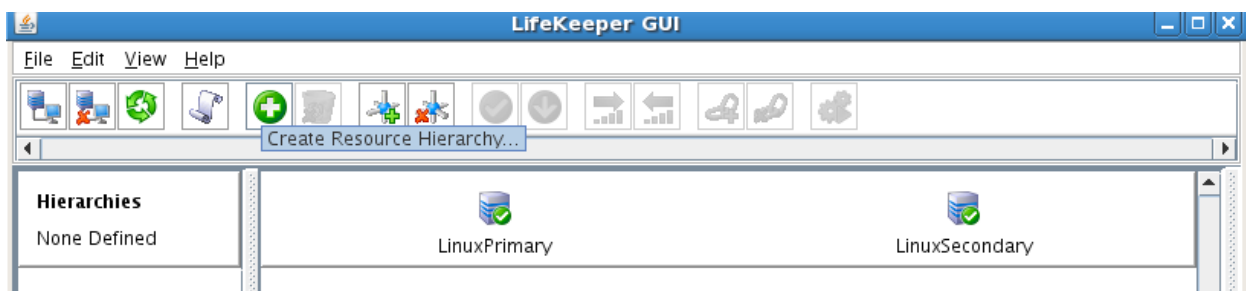 LifeKeeper GUI
File Edit View Help
Create Resource Hierarchy...
Hierarchies
None Defined
LinuxPrimary
LinuxSecondary